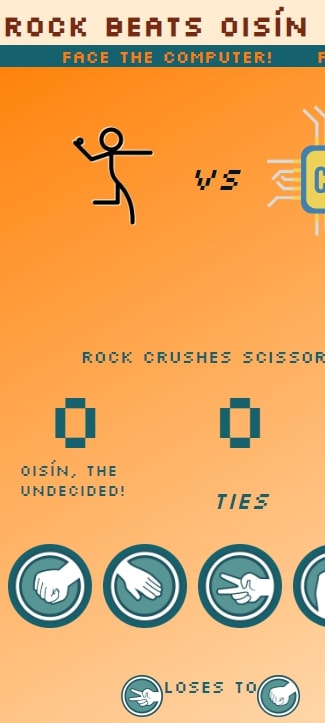 ROCK BEATS OISÍN
FACE THE COMPUTER!
VS
ROCK CRUSHES SCISSOR
0 0
OISÍN, THE
UNDECIDED!
TIES
LOSES TO